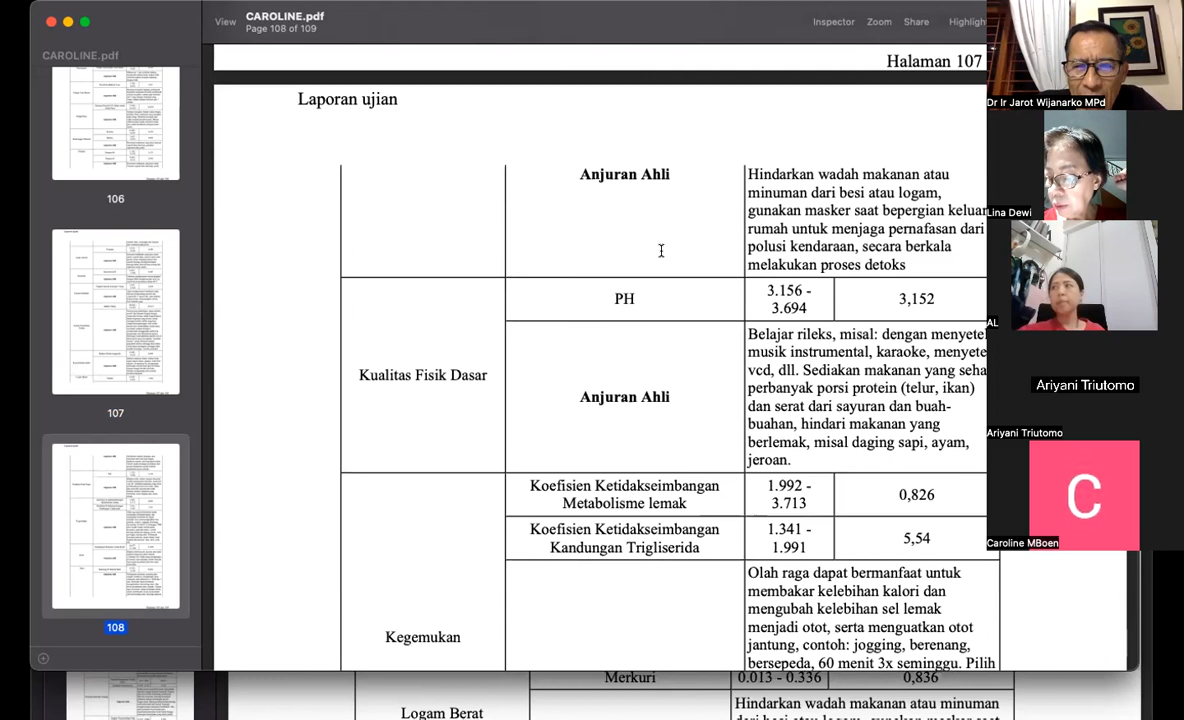 View
CAROLINE.pdf
Page 108 of 109
Inspector
Zoom
Share
Highligh
CAROLINE.pdf
106
107
108
Halaman 107
Laporan ujian
Anjuran Ahli
Hindarkan wadah makanan atau
minuman dari besi atau logam,
gunakan masker saat bepergian keluar
rumah untuk menjaga pernafasan dari
polusi kendaraan, secara berkala
melakukan proses detoks
Kualitas Fisik Dasar
PH
3.156 -
3.694
3,152
Anjuran Ahli
Belajar rileks, misal: dengan menyetel
musik instrumental, karaoke, menyete
vcd, dll. Sediakan makanan yang seha
perbanyak porsi protein (telur, ikan)
dan serat dari sayuran dan buah-
buahan, hindari makanan yang
berlemak, misal daging sapi, ayam,
jeroan.
Kegemukan
Koefisien Ketidakseimbangan
Metabolisme lemak
1.992 -
3.713
0,826
Koefisien Ketidakseimbangan
Kandungan Trigliserida
1.341 -
1.991
5,54
Olah raga dapat bermanfaat untuk
membakar kelebihan kalori dan
mengubah kelebihan sel lemak
menjadi otot, serta menguatkan otot
jantung, contoh: jogging, berenang,
bersepeda, 60 menit 3x seminggu. Pilih
Merkuri
0.013 - 0.336
0,836
Logam Berat
Hindarkan wadah makanan atau minuman
Dr Ir Jarot Wijanarko MPd
Lina Dewi
AL
Ariyani Triutomo
Ariyani Triutomo
C
Caroline MBoen